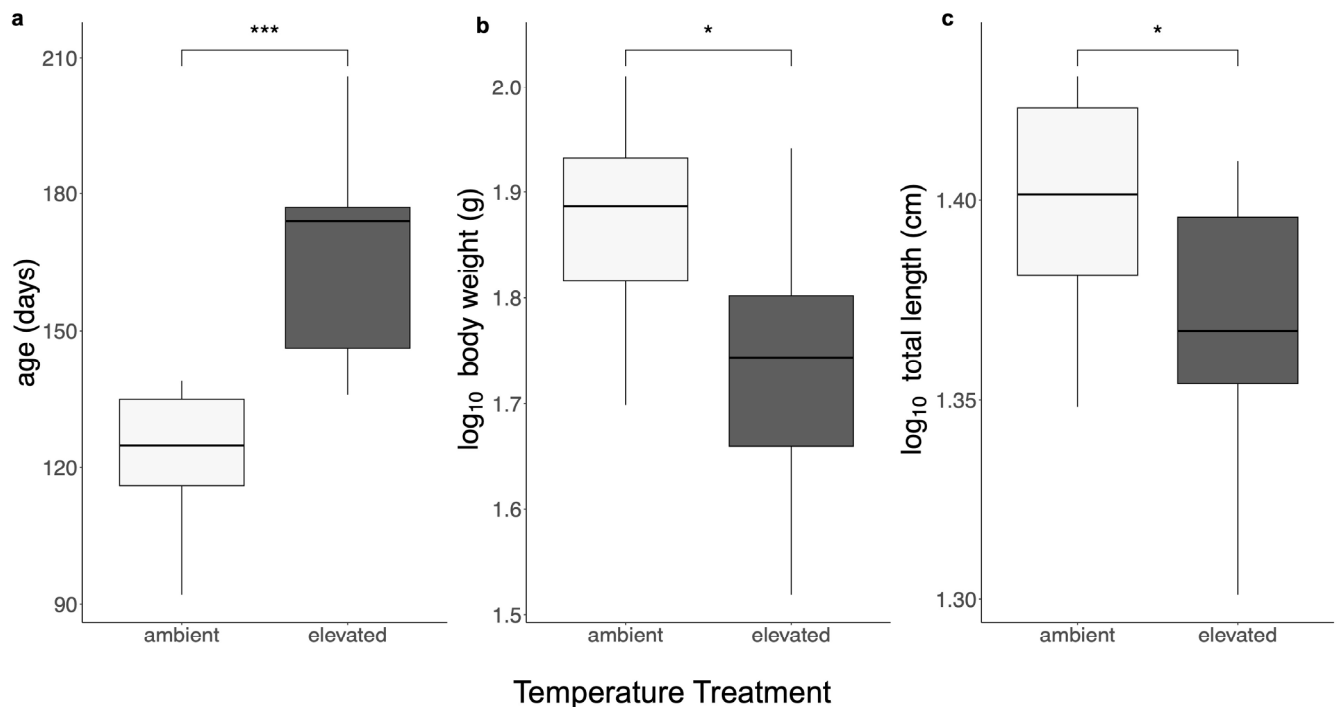 a
***
age (days)
210
180
150
120
90
ambient elevated
b
*
log₁₀ body weight (g)
2.0
1.9
1.8
1.7
1.6
1.5
ambient elevated
c
*
log₁₀ total length (cm)
1.40
1.35
1.30
ambient elevated
Temperature Treatment